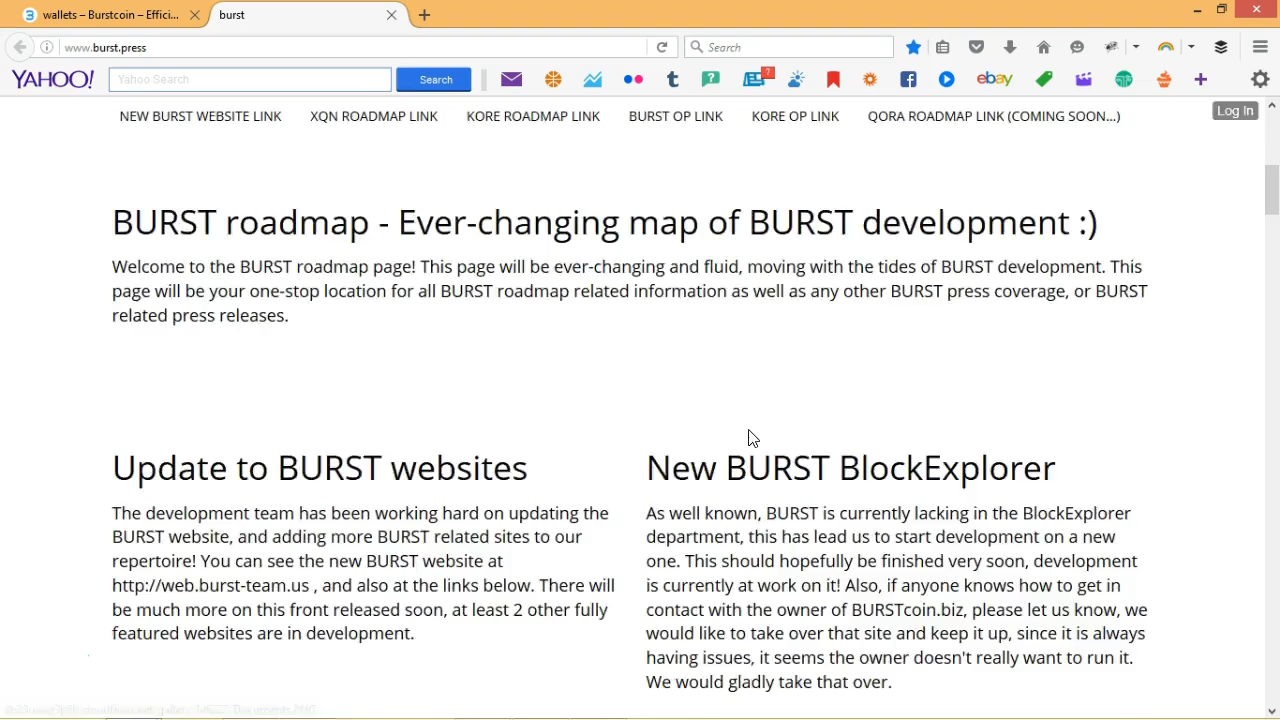 wallets – Burstcoin – Effici...
burst
www.burst.press
Search
YAHOO!
Yahoo Search
Search
7
ebay
NEW BURST WEBSITE LINK
XQN ROADMAP LINK
KORE ROADMAP LINK
BURST OP LINK
KORE OP LINK
QORA ROADMAP LINK (COMING SOON...)
Log In
BURST roadmap - Ever-changing map of BURST development :)
Welcome to the BURST roadmap page! This page will be ever-changing and fluid, moving with the tides of BURST development. This
page will be your one-stop location for all BURST roadmap related information as well as any other BURST press coverage, or BURST
related press releases.
Update to BURST websites
The development team has been working hard on updating the
BURST website, and adding more BURST related sites to our
repertoire! You can see the new BURST website at
http://web.burst-team.us , and also at the links below. There will
be much more on this front released soon, at least 2 other fully
featured websites are in development.
New BURST BlockExplorer
As well known, BURST is currently lacking in the BlockExplorer
department, this has lead us to start development on a new
one. This should hopefully be finished very soon, development
is currently at work on it! Also, if anyone knows how to get in
contact with the owner of BURSTcoin.biz, please let us know, we
would like to take over that site and keep it up, since it is always
having issues, it seems the owner doesn't really want to run it.
We would gladly take that over.